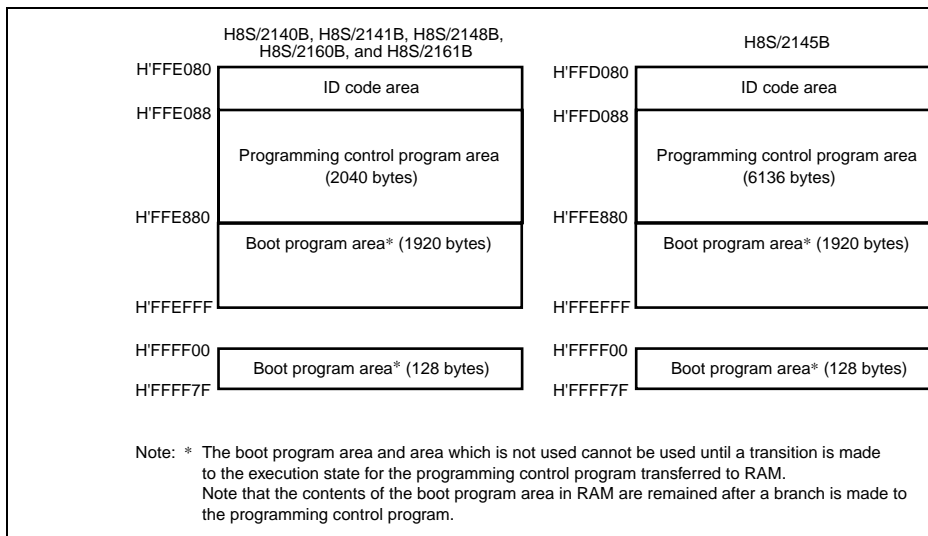 H8S/2140B, H8S/2141B, H8S/2148B,
H8S/2160B, and H8S/2161B
H'FFE080
ID code area
H'FFE088
Programming control program area
(2040 bytes)
H'FFE880
Boot program area* (1920 bytes)
H'FFEFFF
H'FFFF00
Boot program area* (128 bytes)
H'FFFF7F
H8S/2145B
H'FFD080
ID code area
H'FFD088
Programming control program area
(6136 bytes)
H'FFE880
Boot program area* (1920 bytes)
H'FFEFFF
H'FFFF00
Boot program area* (128 bytes)
H'FFFF7F
Note: * The boot program area and area which is not used cannot be used until a transition is made
to the execution state for the programming control program transferred to RAM.
Note that the contents of the boot program area in RAM are remained after a branch is made to
the programming control program.